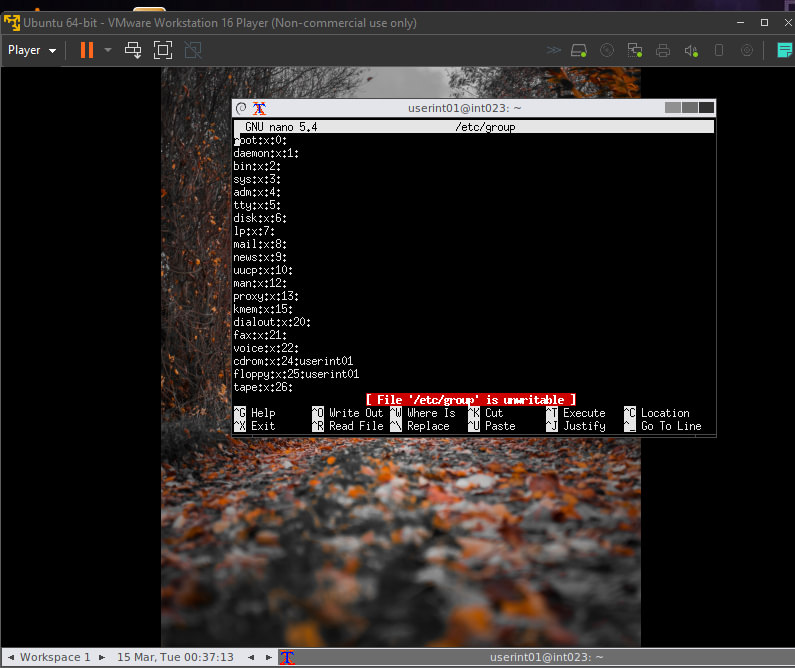 Ubuntu 64-bit - VMware Workstation 16 Player (Non-commercial use only)
Player
userint01@int023: ~
GNU nano 5.4 /etc/group
root:x:0:
daemon:x:1:
bin:x:2:
sys:x:3:
adm:x:4:
tty:x:5:
disk:x:6:
lp:x:7:
mail:x:8:
news:x:9:
uucp:x:10:
man:x:12:
proxy:x:13:
kmem:x:15:
dialout:x:20:
fax:x:21:
voice:x:22:
cdrom:x:24:userint01
floppy:x:25:userint01
tape:x:26:
[ File '/etc/group' is unwritable ]
^G Help ^O Write Out ^W Where Is ^K Cut ^T Execute ^C Location
^X Exit ^R Read File ^\ Replace ^U Paste ^J Justify ^_ Go To Line
Workspace 1 15 Mar, Tue 00:37:13 userint01@int023: ~